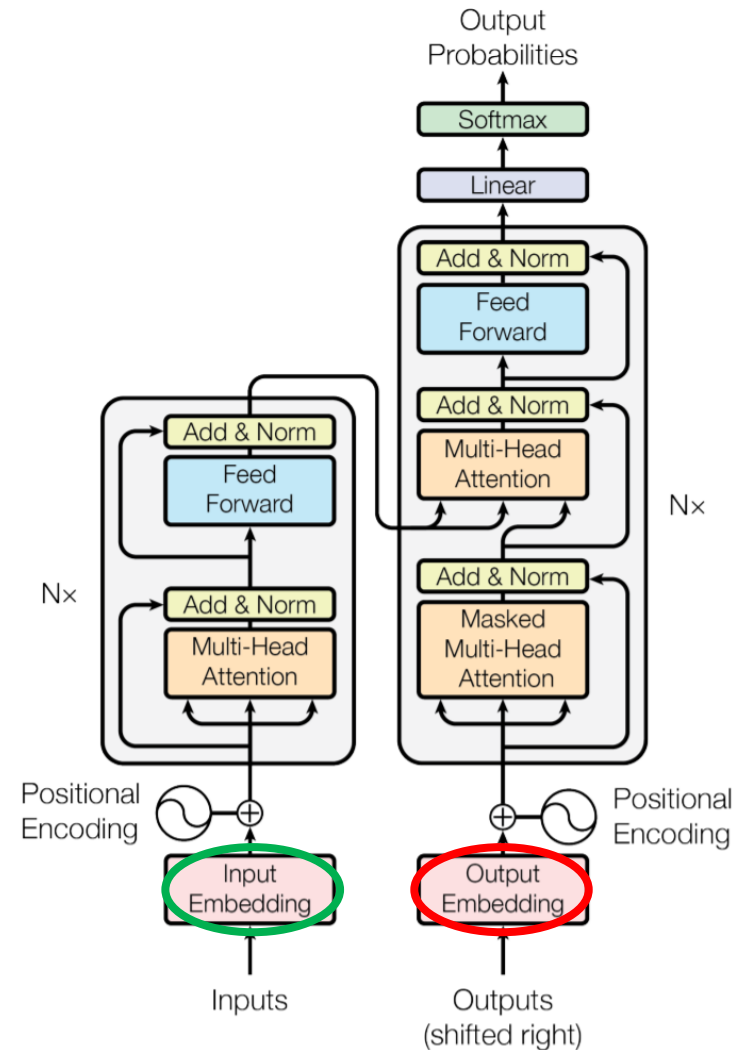 Output
Probabilities
Softmax
Linear
Add & Norm
Feed
Forward
Add & Norm
Multi-Head
Attention
Add & Norm
Masked
Multi-Head
Attention
Nx
Add & Norm
Feed
Forward
Add & Norm
Multi-Head
Attention
N×
Positional
Encoding
Positional
Encoding
Input
Embedding
Output
Embedding
Inputs
Outputs
(shifted right)